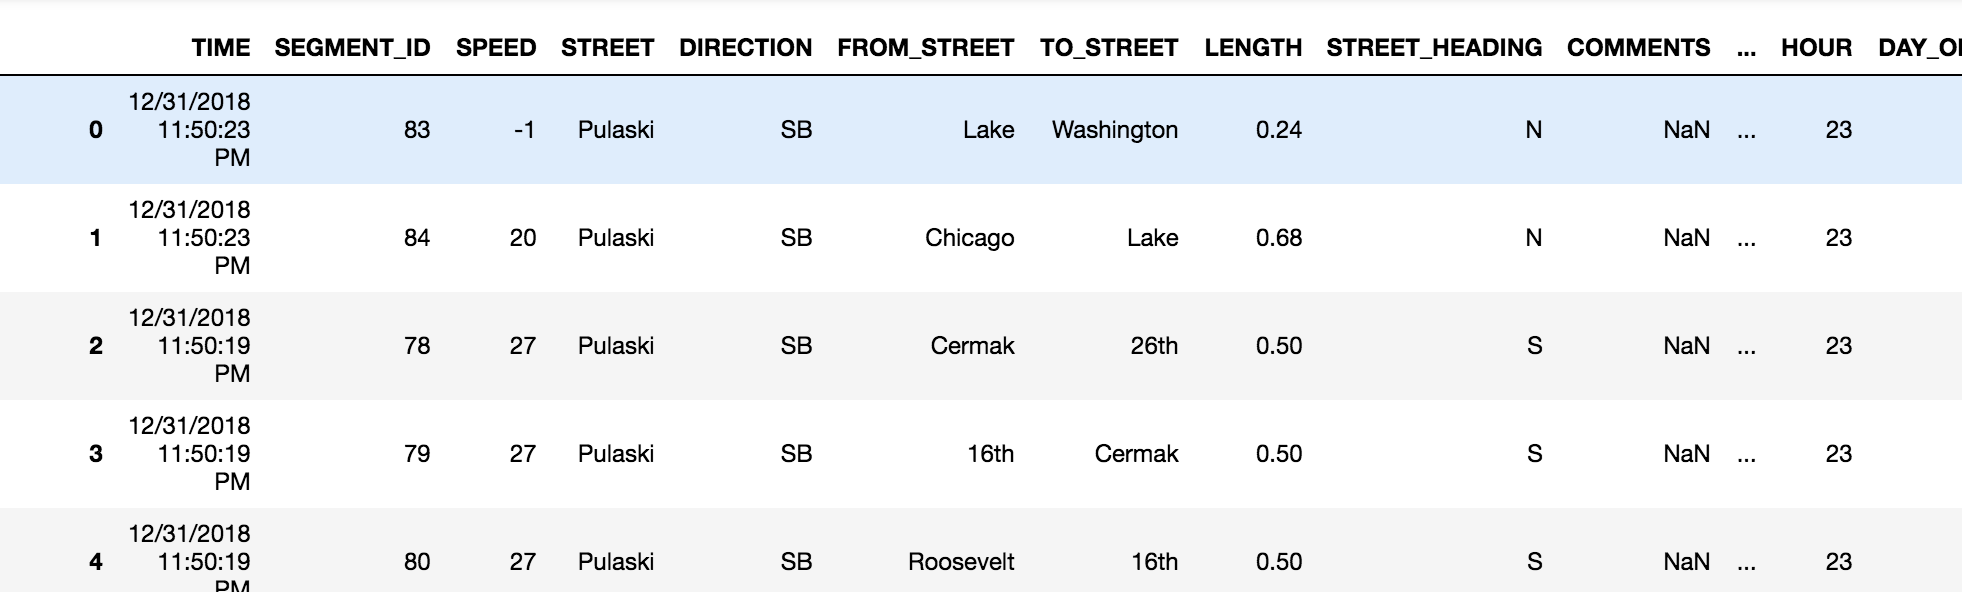 TIME SEGMENT_ID SPEED STREET DIRECTION FROM_STREET TO_STREET LENGTH STREET_HEADING COMMENTS ... HOUR
12/31/2018
0 11:50:23 83 -1 Pulaski SB Lake Washington 0.24 N NaN ... 23
PM
12/31/2018
1 11:50:23 84 20 Pulaski SB Chicago Lake 0.68 N NaN ... 23
PM
12/31/2018
2 11:50:19 78 27 Pulaski SB Cermak 26th 0.50 S NaN ... 23
PM
12/31/2018
3 11:50:19 79 27 Pulaski SB 16th Cermak 0.50 S NaN ... 23
PM
12/31/2018
4 11:50:19 80 27 Pulaski SB Roosevelt 16th 0.50 S NaN ... 23
PM